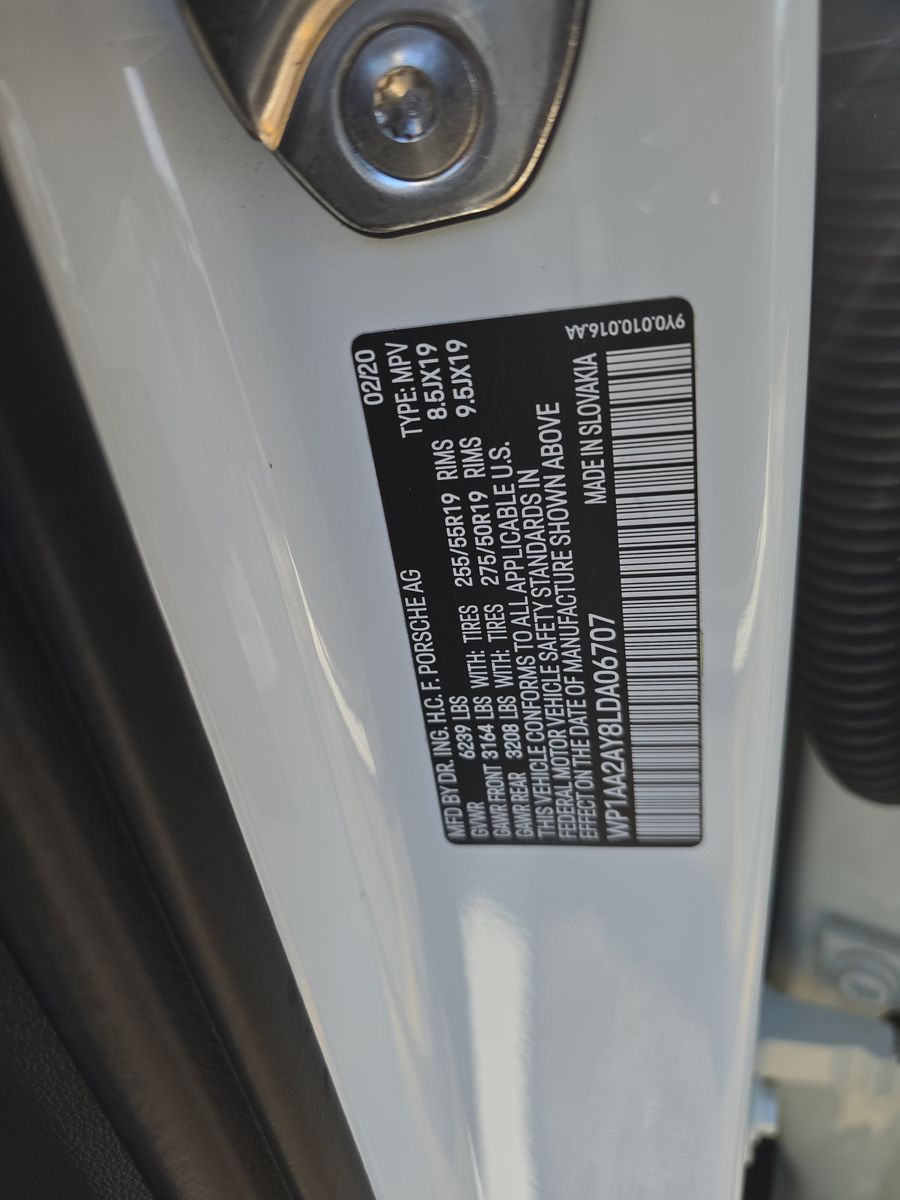 02/20
MFD BY DR. ING. H.C. F. PORSCHE AG TYPE: MPV
GVWR 6239 LBS WITH: TIRES 255/55R19 RIMS 8.5JX19
GAWR FRONT 3164 LBS WITH: TIRES 275/50R19 RIMS 9.5JX19
GAWR REAR 3208 LBS
THIS VEHICLE CONFORMS TO ALL APPLICABLE U.S.
FEDERAL MOTOR VEHICLE SAFETY STANDARDS IN
EFFECT ON THE DATE OF MANUFACTURE SHOWN ABOVE
WP1AA2AY8LDA06707 MADE IN SLOVAKIA
9Y0.010.016.AA